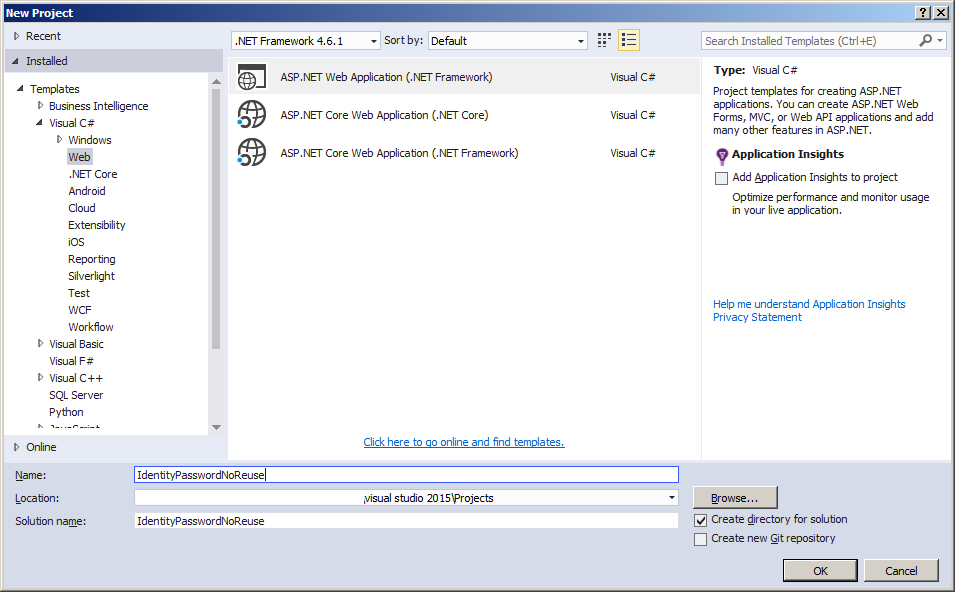 New Project
Recent
Installed
Templates
Business Intelligence
Visual C#
Windows
Web
.NET Core
Android
Cloud
Extensibility
iOS
Reporting
Silverlight
Test
WCF
Workflow
Visual Basic
Visual F#
Visual C++
SQL Server
Python
JavaScript
Online
.NET Framework 4.6.1
Sort by:
Default
Search Installed Templates (Ctrl+E)
ASP.NET Web Application (.NET Framework) Visual C#
ASP.NET Core Web Application (.NET Core) Visual C#
ASP.NET Core Web Application (.NET Framework) Visual C#
Click here to go online and find templates.
Type: Visual C#
Project templates for creating ASP.NET
applications. You can create ASP.NET Web
Forms, MVC, or Web API applications and add
many other features in ASP.NET.
Application Insights
Add Application Insights to project
Optimize performance and monitor usage
in your live application.
Help me understand Application Insights
Privacy Statement
Name: IdentityPasswordNoReuse
Location: visual studio 2015\Projects
Browse...
Solution name: IdentityPasswordNoReuse
Create directory for solution
Create new Git repository
OK
Cancel